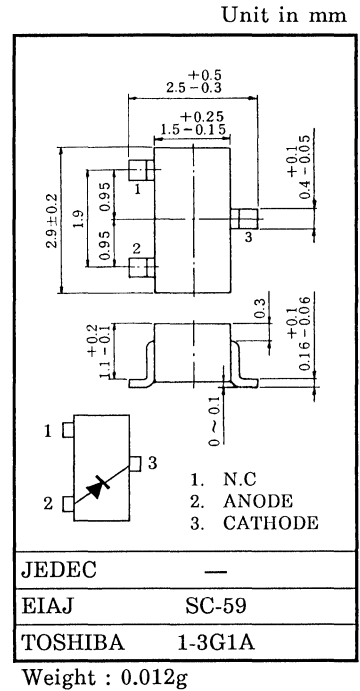 Unit in mm
+0.5
2.5-0.3
+0.25
1.5-0.15
+0.1
0.4-0.05
2.9±0.2
1.9
0.95
0.95
1
2
3
+0.2
1.1-0.1
0.3
+0.1
0.16-0.06
0~0.1
1
2
3
1. N.C
2. ANODE
3. CATHODE
JEDEC —
EIAJ SC-59
TOSHIBA 1-3G1A
Weight : 0.012g